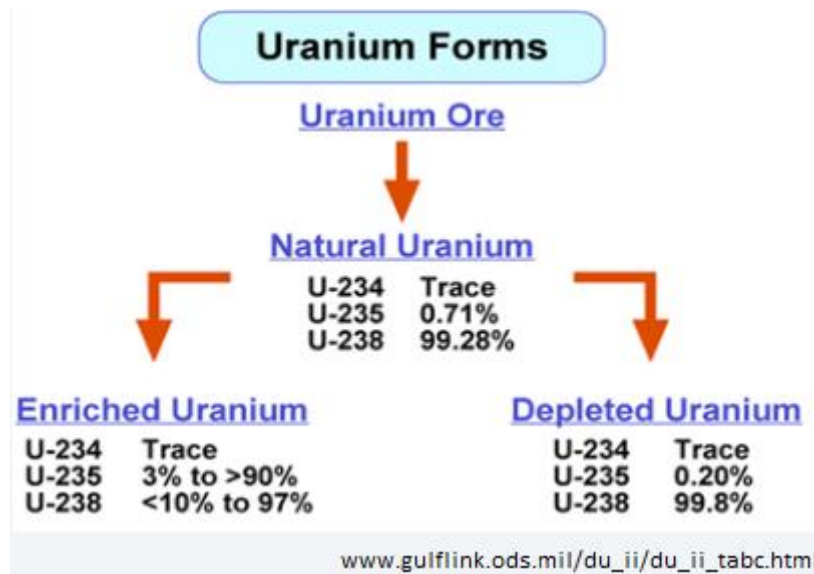 Uranium Forms
Uranium Ore
Natural Uranium
U-234 Trace
U-235 0.71%
U-238 99.28%
Enriched Uranium
U-234 Trace
U-235 3% to >90%
U-238 <10% to 97%
Depleted Uranium
U-234 Trace
U-235 0.20%
U-238 99.8%
www.gulflink.ods.mil/du_ii/du_ii_tabc.html